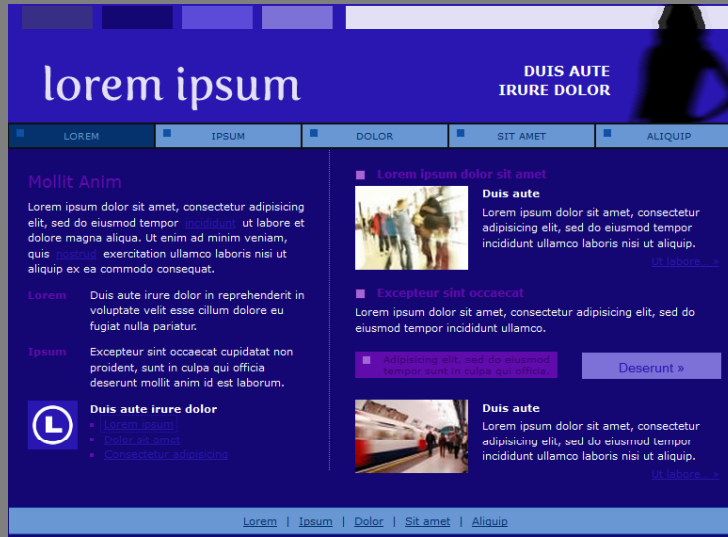 lorem ipsum
DUIS AUTE
IRURE DOLOR
LOREM
IPSUM
DOLOR
SIT AMET
ALIQUIP
Mollit Anim
Lorem ipsum dolor sit amet, consectetur adipisicing
elit, sed do eiusmod tempor incididunt ut labore et
dolore magna aliqua. Ut enim ad minim veniam,
quis nostrud exercitation ullamco laboris nisi ut
aliquip ex ea commodo consequat.
Lorem
Duis aute irure dolor in reprehenderit in
voluptate velit esse cillum dolore eu
fugiat nulla pariatur.
Ipsum
Excepteur sint occaecat cupidatat non
proident, sunt in culpa qui officia
deserunt mollit anim id est laborum.
L
Duis aute irure dolor
Lorem ipsum
Dolor sit amet
Consectetur adipisicing
Lorem ipsum dolor sit amet
Duis aute
Lorem ipsum dolor sit amet, consectetur
adipisicing elit, sed do eiusmod tempor
incididunt ullamco laboris nisi ut aliquip.
Ut labore.. »
Excepteur sint occaecat
Lorem ipsum dolor sit amet, consectetur adipisicing elit, sed do
eiusmod tempor incididunt ullamco.
Adipisicing elit, sed do eiusmod
tempor sunt in culpa qui officia.
Deserunt »
Duis aute
Lorem ipsum dolor sit amet, consectetur
adipisicing elit, sed do eiusmod tempor
incididunt ullamco laboris nisi ut aliquip.
Ut labore.. »
Lorem | Ipsum | Dolor | Sit amet | Aliquip